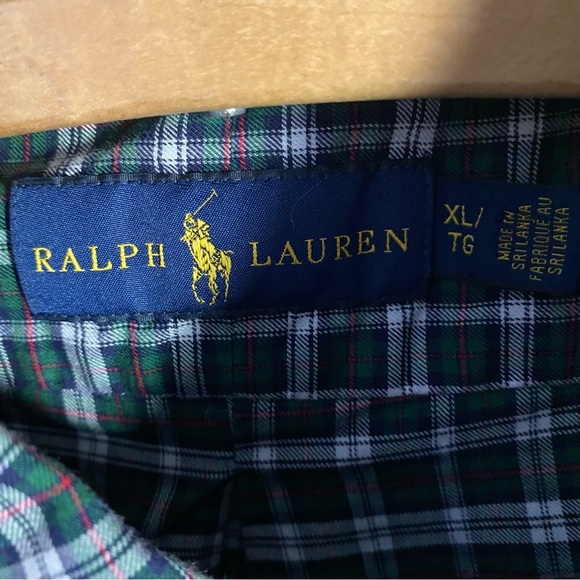 RALPH LAUREN
XL/
TG
MADE IN
SRI LANKA
FABRIQUÉ AU
SRI LANKA